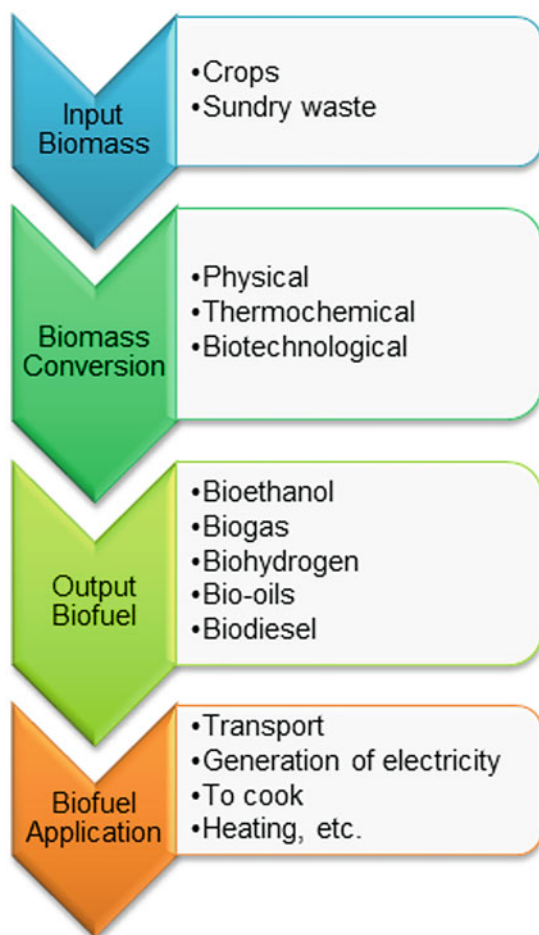 Input
Biomass
•Crops
•Sundry waste
Biomass
Conversion
•Physical
•Thermochemical
•Biotechnological
Output
Biofuel
•Bioethanol
•Biogas
•Biohydrogen
•Bio-oils
•Biodiesel
Biofuel
Application
•Transport
•Generation of electricity
•To cook
•Heating, etc.